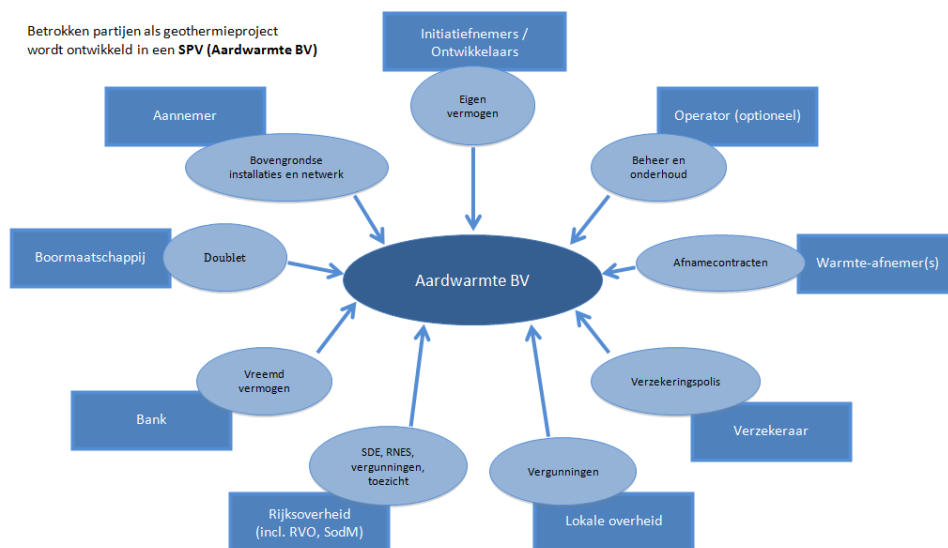 Betrokken partijen als geothermieproject
wordt ontwikkeld in een SPV (Aardwarmte BV)
Initiatiefnemers /
Ontwikkelaars
Eigen
vermogen
Aannemer
Bovengrondse
installaties en netwerk
Operator (optioneel)
Beheer en
onderhoud
Boormaatschappij
Doublet
Aardwarmte BV
Afnamecontracten
Warmte-afnemer(s)
Vreemd
vermogen
Bank
Verzekeringspolis
Verzekeraar
SDE, RNES,
vergunningen,
toezicht
Rijksoverheid
(incl. RVO, SodM)
Vergunningen
Lokale overheid